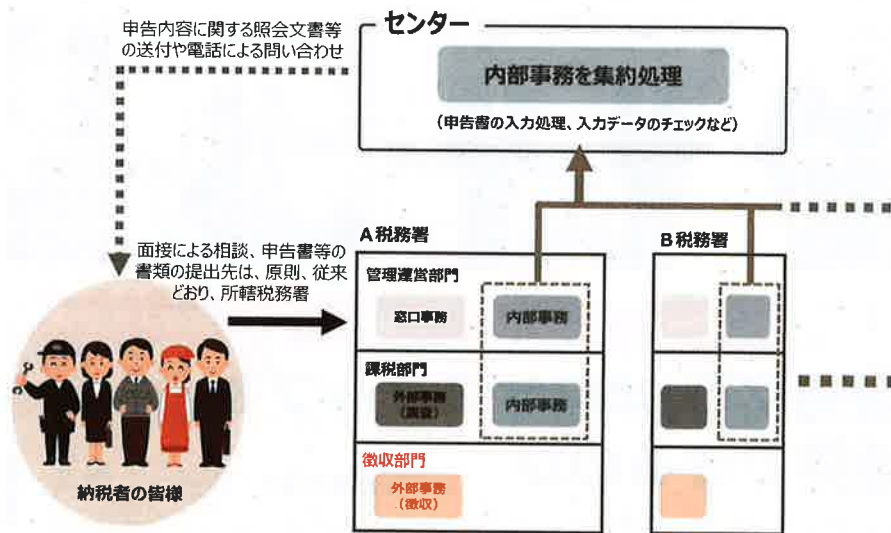 申告内容に関する照会文書等
の送付や電話による問い合わせ
センター
内部事務を集約処理
(申告書の入力処理、入力データのチェックなど)
面接による相談、申告書等の
書類の提出先は、原則、従来
どおり、所轄税務署
納税者の皆様
A税務署
管理運営部門
窓口事務
内部事務
課税部門
外部事務
(調査)
内部事務
徴収部門
外部事務
(徴収)
B税務署